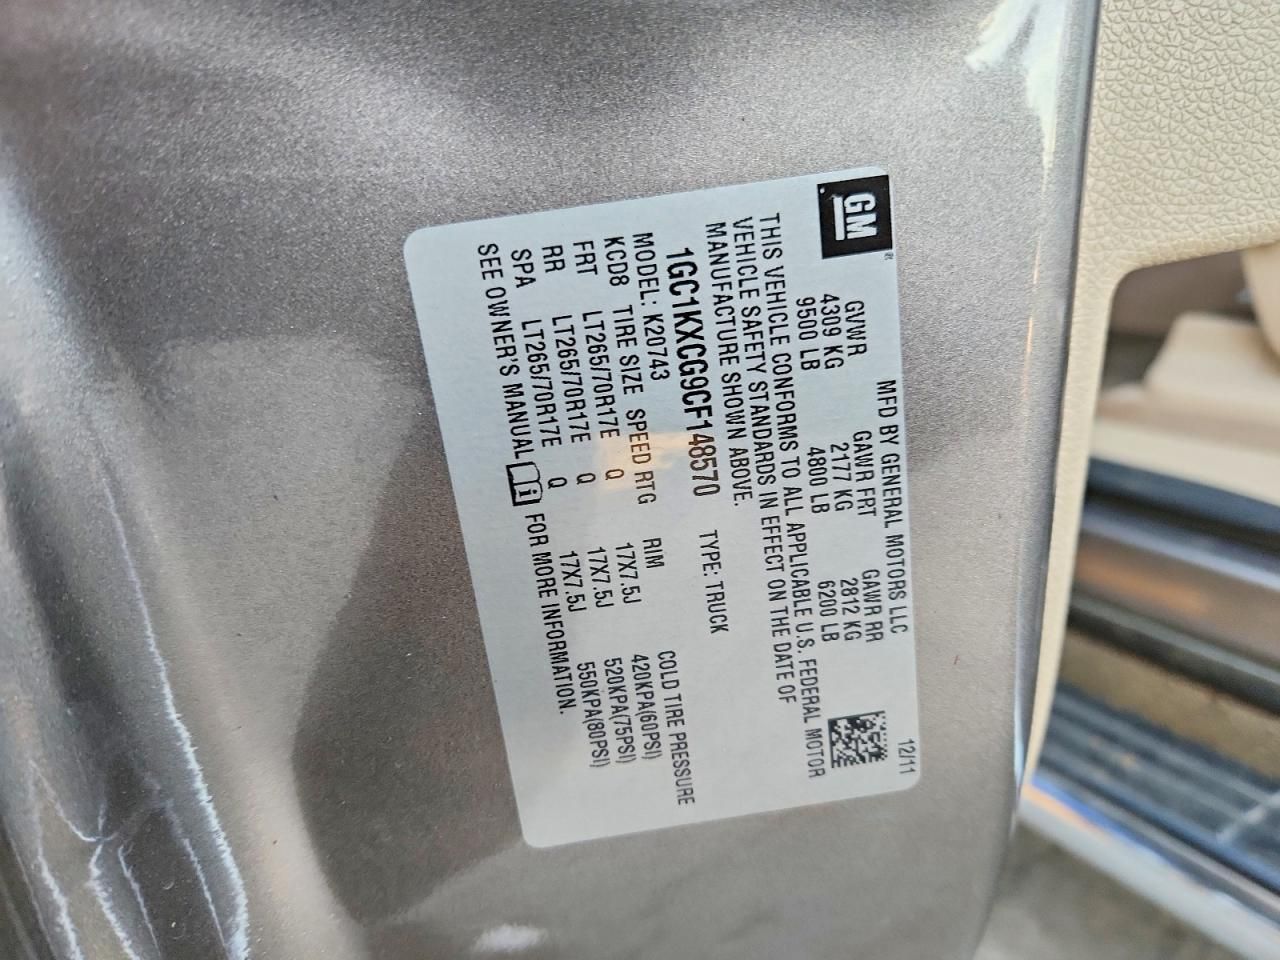 GM
MFD BY GENERAL MOTORS LLC 12/11
GVWR GAWR FRT GAWR RR
4309 KG 2177 KG 2812 KG
9500 LB 4800 LB 6200 LB
THIS VEHICLE CONFORMS TO ALL APPLICABLE U.S. FEDERAL MOTOR
VEHICLE SAFETY STANDARDS IN EFFECT ON THE DATE OF
MANUFACTURE SHOWN ABOVE.
1GC1KXCG9CF148570 TYPE: TRUCK
MODEL: K20743
KCD8 TIRE SIZE SPEED RTG RIM COLD TIRE PRESSURE
FRT LT265/70R17E Q 17X7.5J 420KPA(60PSI)
RR LT265/70R17E Q 17X7.5J 520KPA(75PSI)
SPA LT265/70R17E Q 17X7.5J 550KPA(80PSI)
SEE OWNER'S MANUAL i FOR MORE INFORMATION.